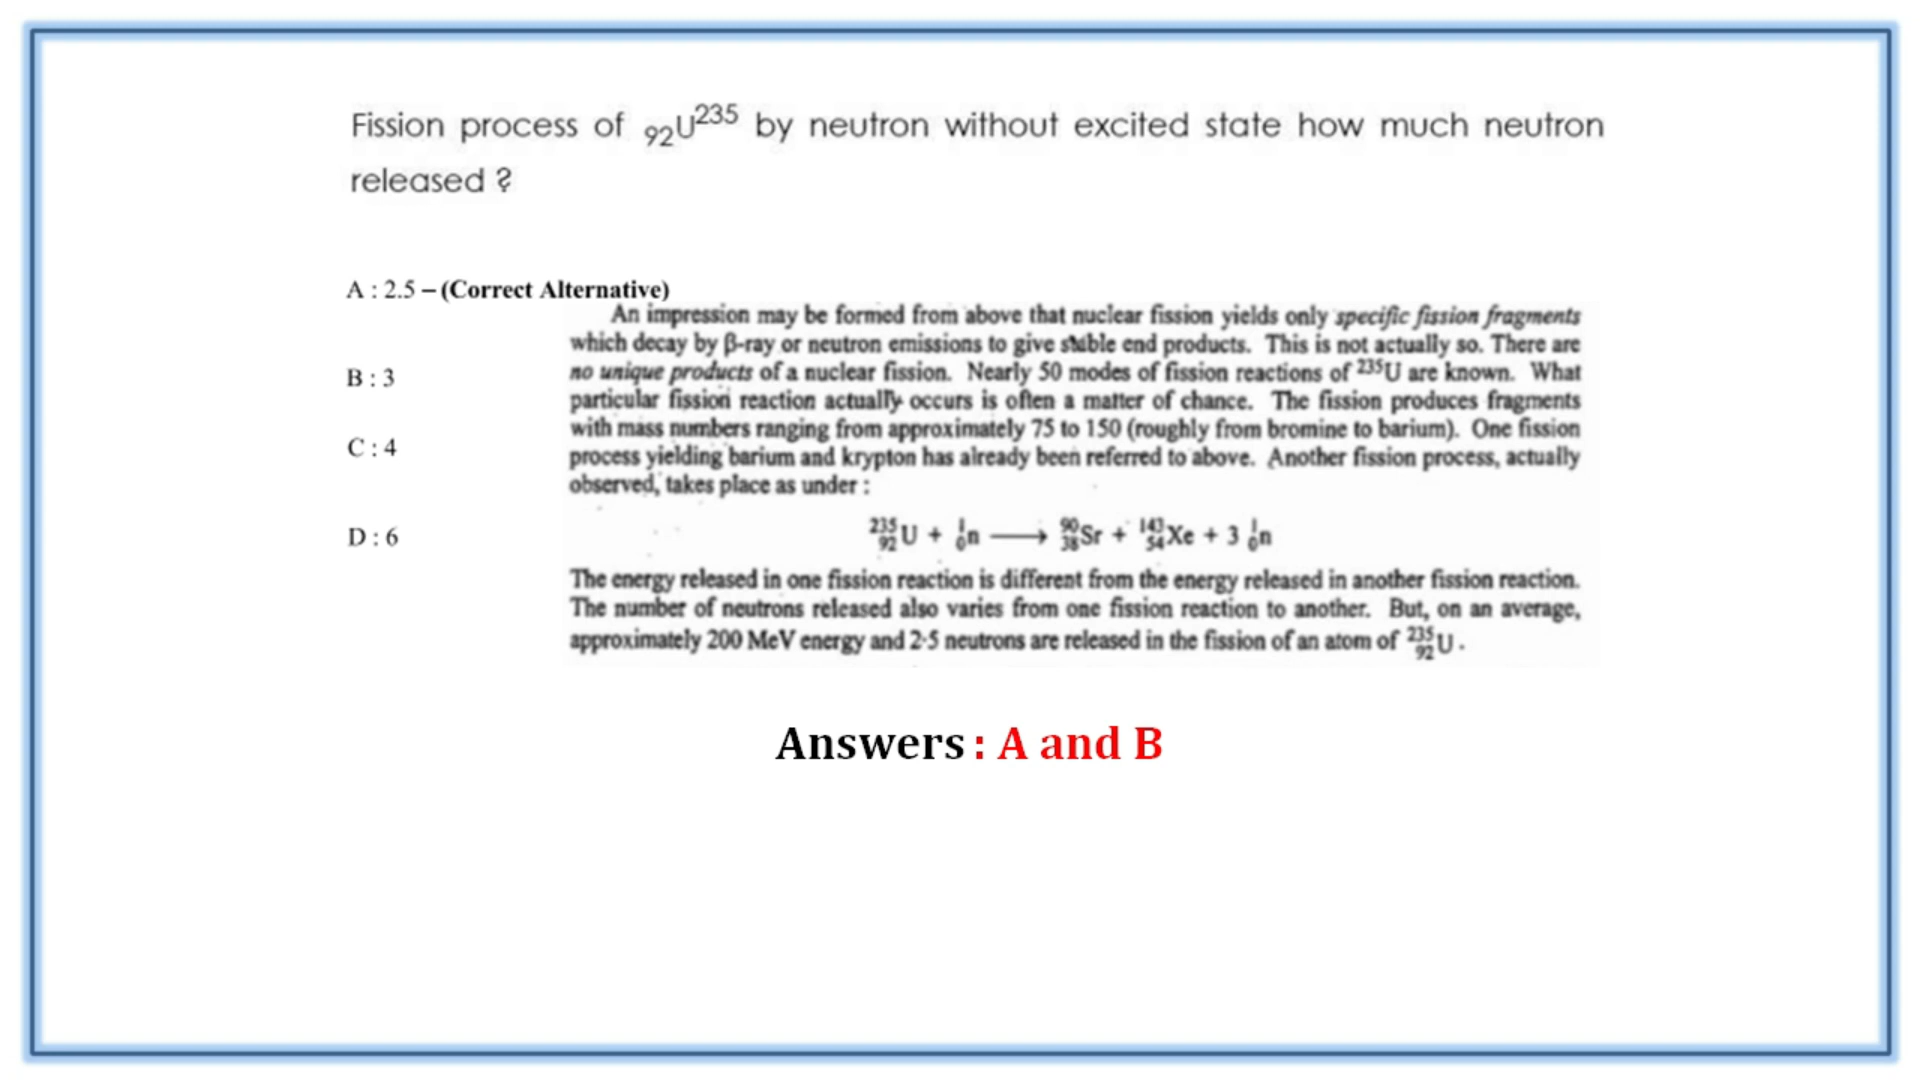 Fission process of ₉₂U²³⁵ by neutron without excited state how much neutron
released ?
A : 2.5 – (Correct Alternative)
An impression may be formed from above that nuclear fission yields only specific fission fragments
which decay by β-ray or neutron emissions to give stable end products. This is not actually so. There are
no unique products of a nuclear fission. Nearly 50 modes of fission reactions of ²³⁵U are known. What
particular fission reaction actually occurs is often a matter of chance. The fission produces fragments
with mass numbers ranging from approximately 75 to 150 (roughly from bromine to barium). One fission
process yielding barium and krypton has already been referred to above. Another fission process, actually
observed, takes place as under :
²³⁵₉₂U + ¹₀n ⟶ ⁹⁰₃₈Sr + ¹⁴³₅₄Xe + 3 ¹₀n
The energy released in one fission reaction is different from the energy released in another fission reaction.
The number of neutrons released also varies from one fission reaction to another. But, on an average,
approximately 200 MeV energy and 2·5 neutrons are released in the fission of an atom of ²³⁵₉₂U .
B : 3
C : 4
D : 6
Answers : A and B